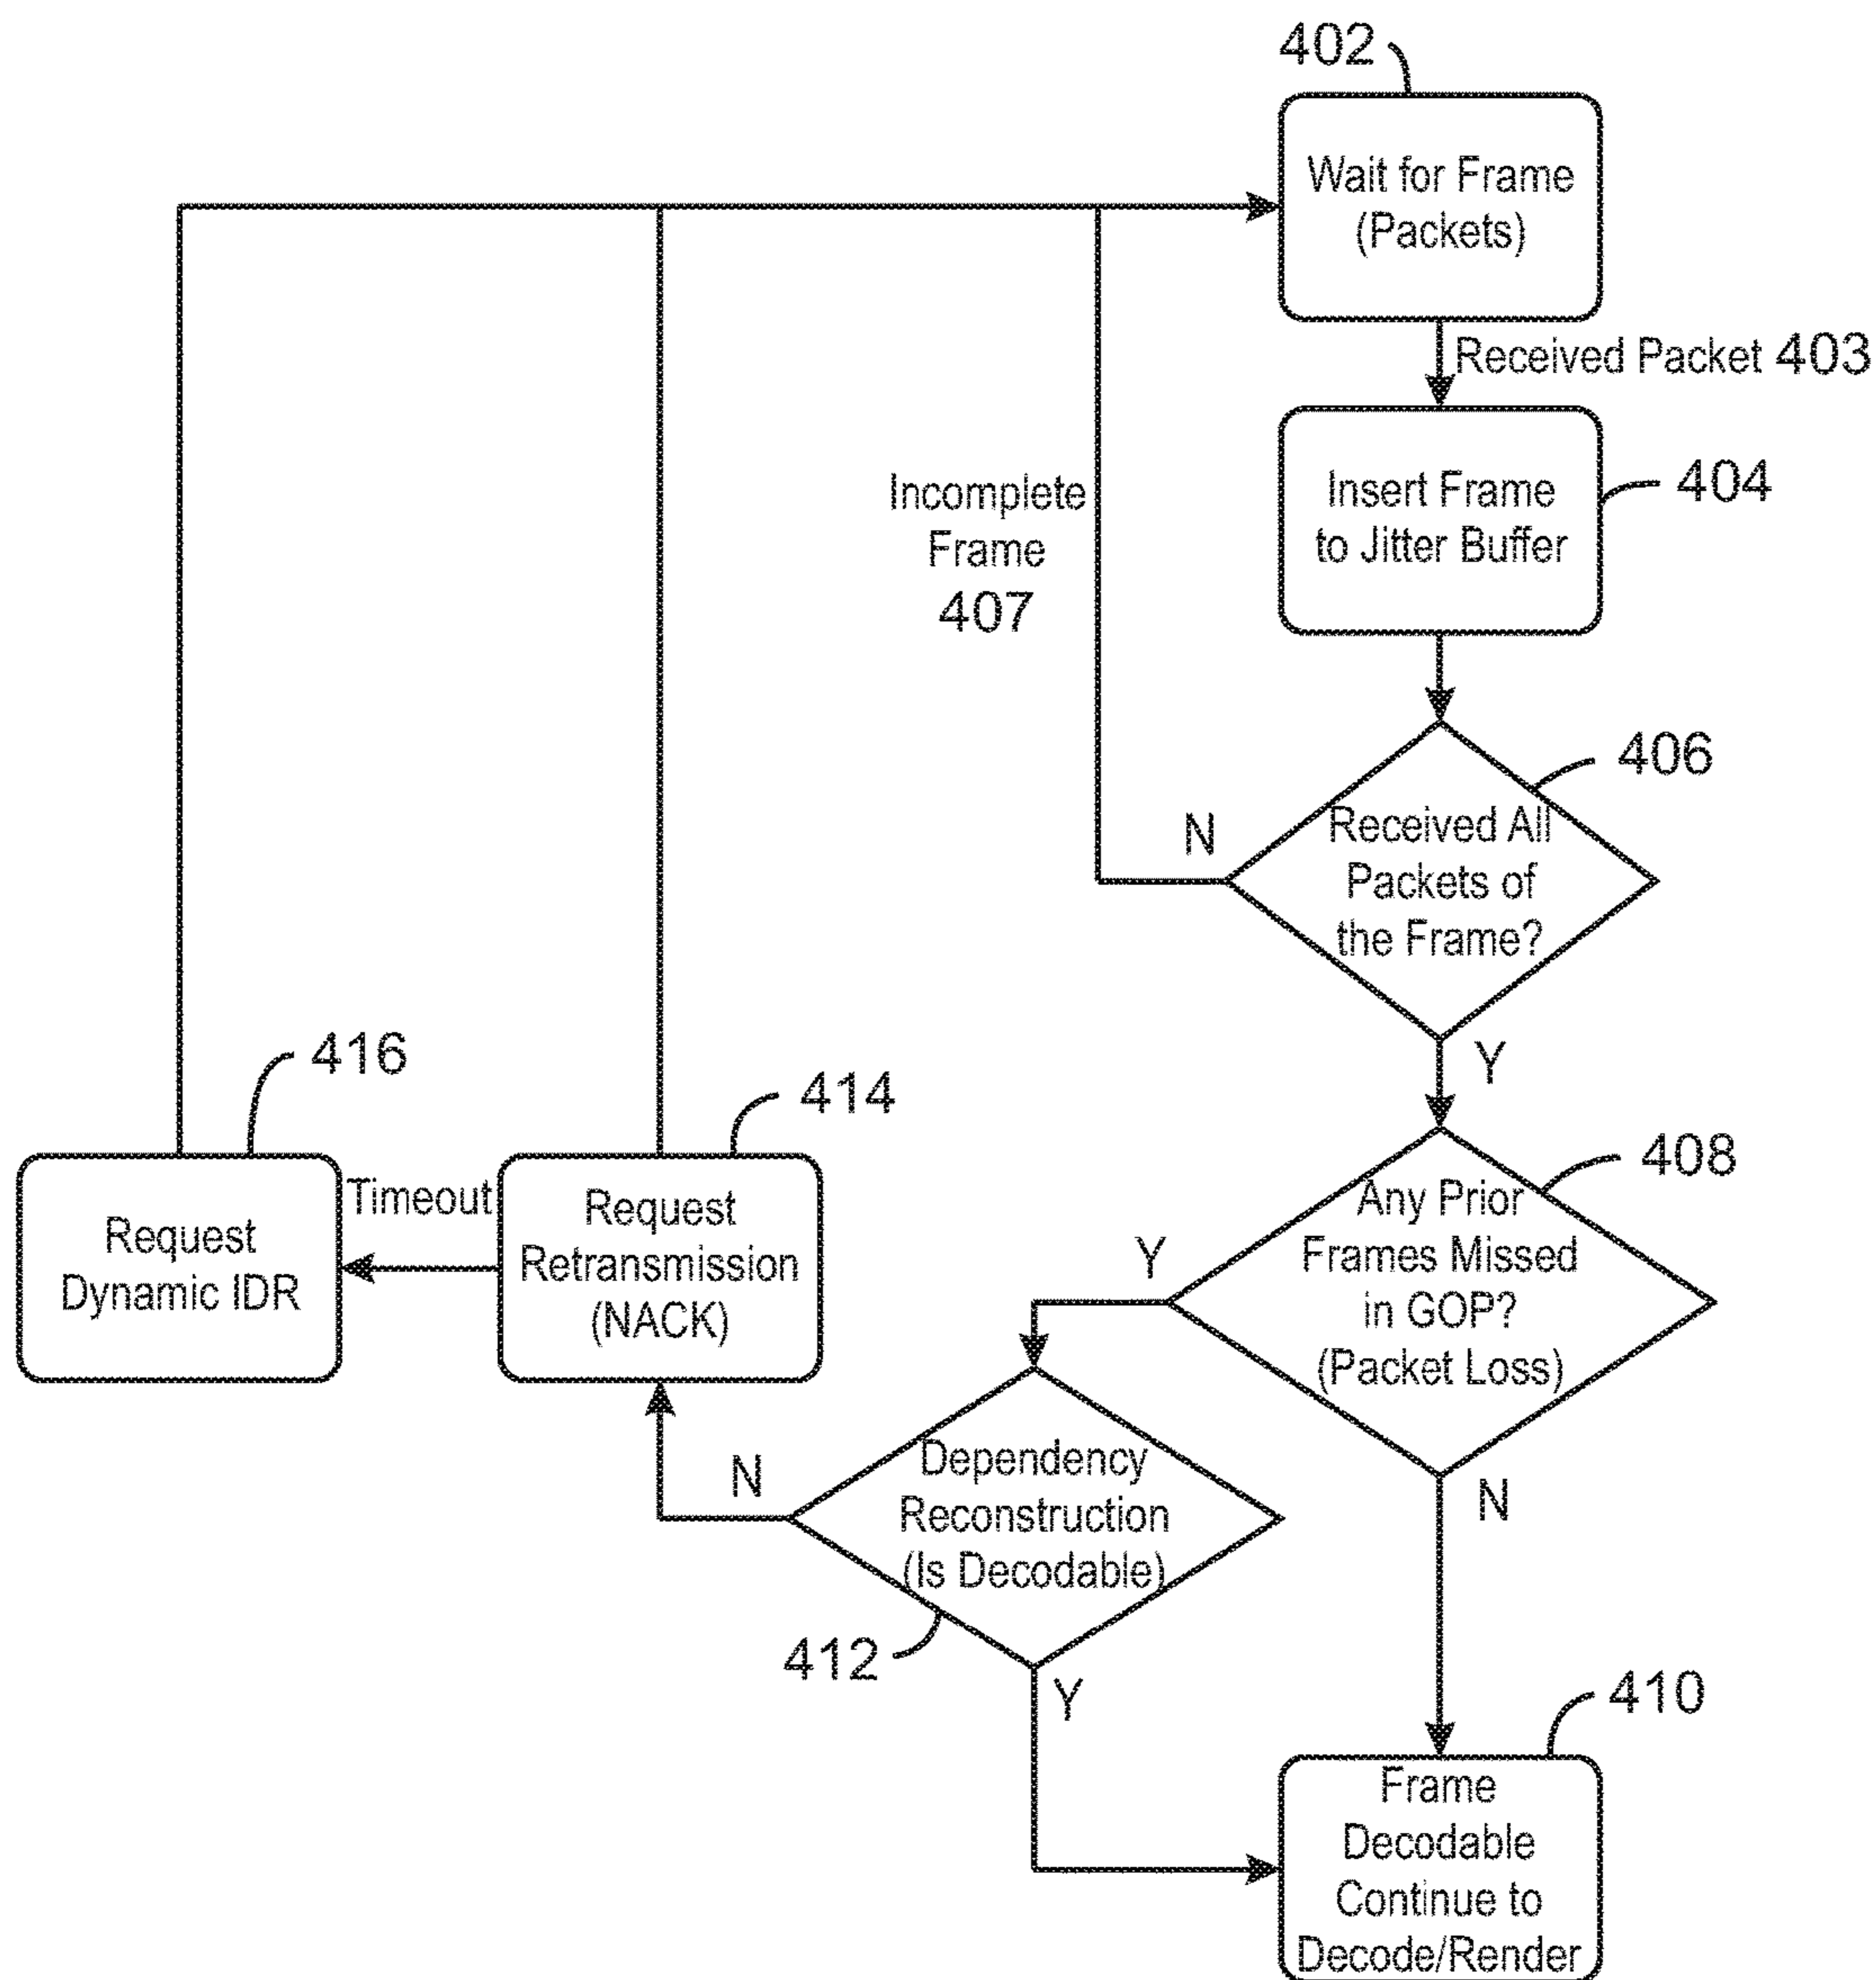 402
Wait for Frame
(Packets)
Received Packet 403
Insert Frame
to Jitter Buffer
404
Incomplete
Frame
407
406
Received All
Packets of
the Frame?
N
Y
408
Any Prior
Frames Missed
in GOP?
(Packet Loss)
Y
N
416
Request
Dynamic IDR
Timeout
414
Request
Retransmission
(NACK)
N
Dependency
Reconstruction
(Is Decodable)
412
Y
410
Frame
Decodable
Continue to
Decode/Render